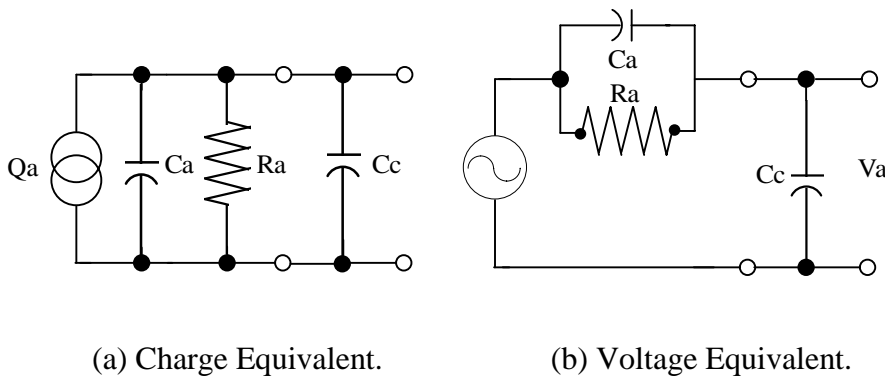 Qa
Ca
Ra
Cc
Ca
Ra
Cc
Va
(a) Charge Equivalent.
(b) Voltage Equivalent.